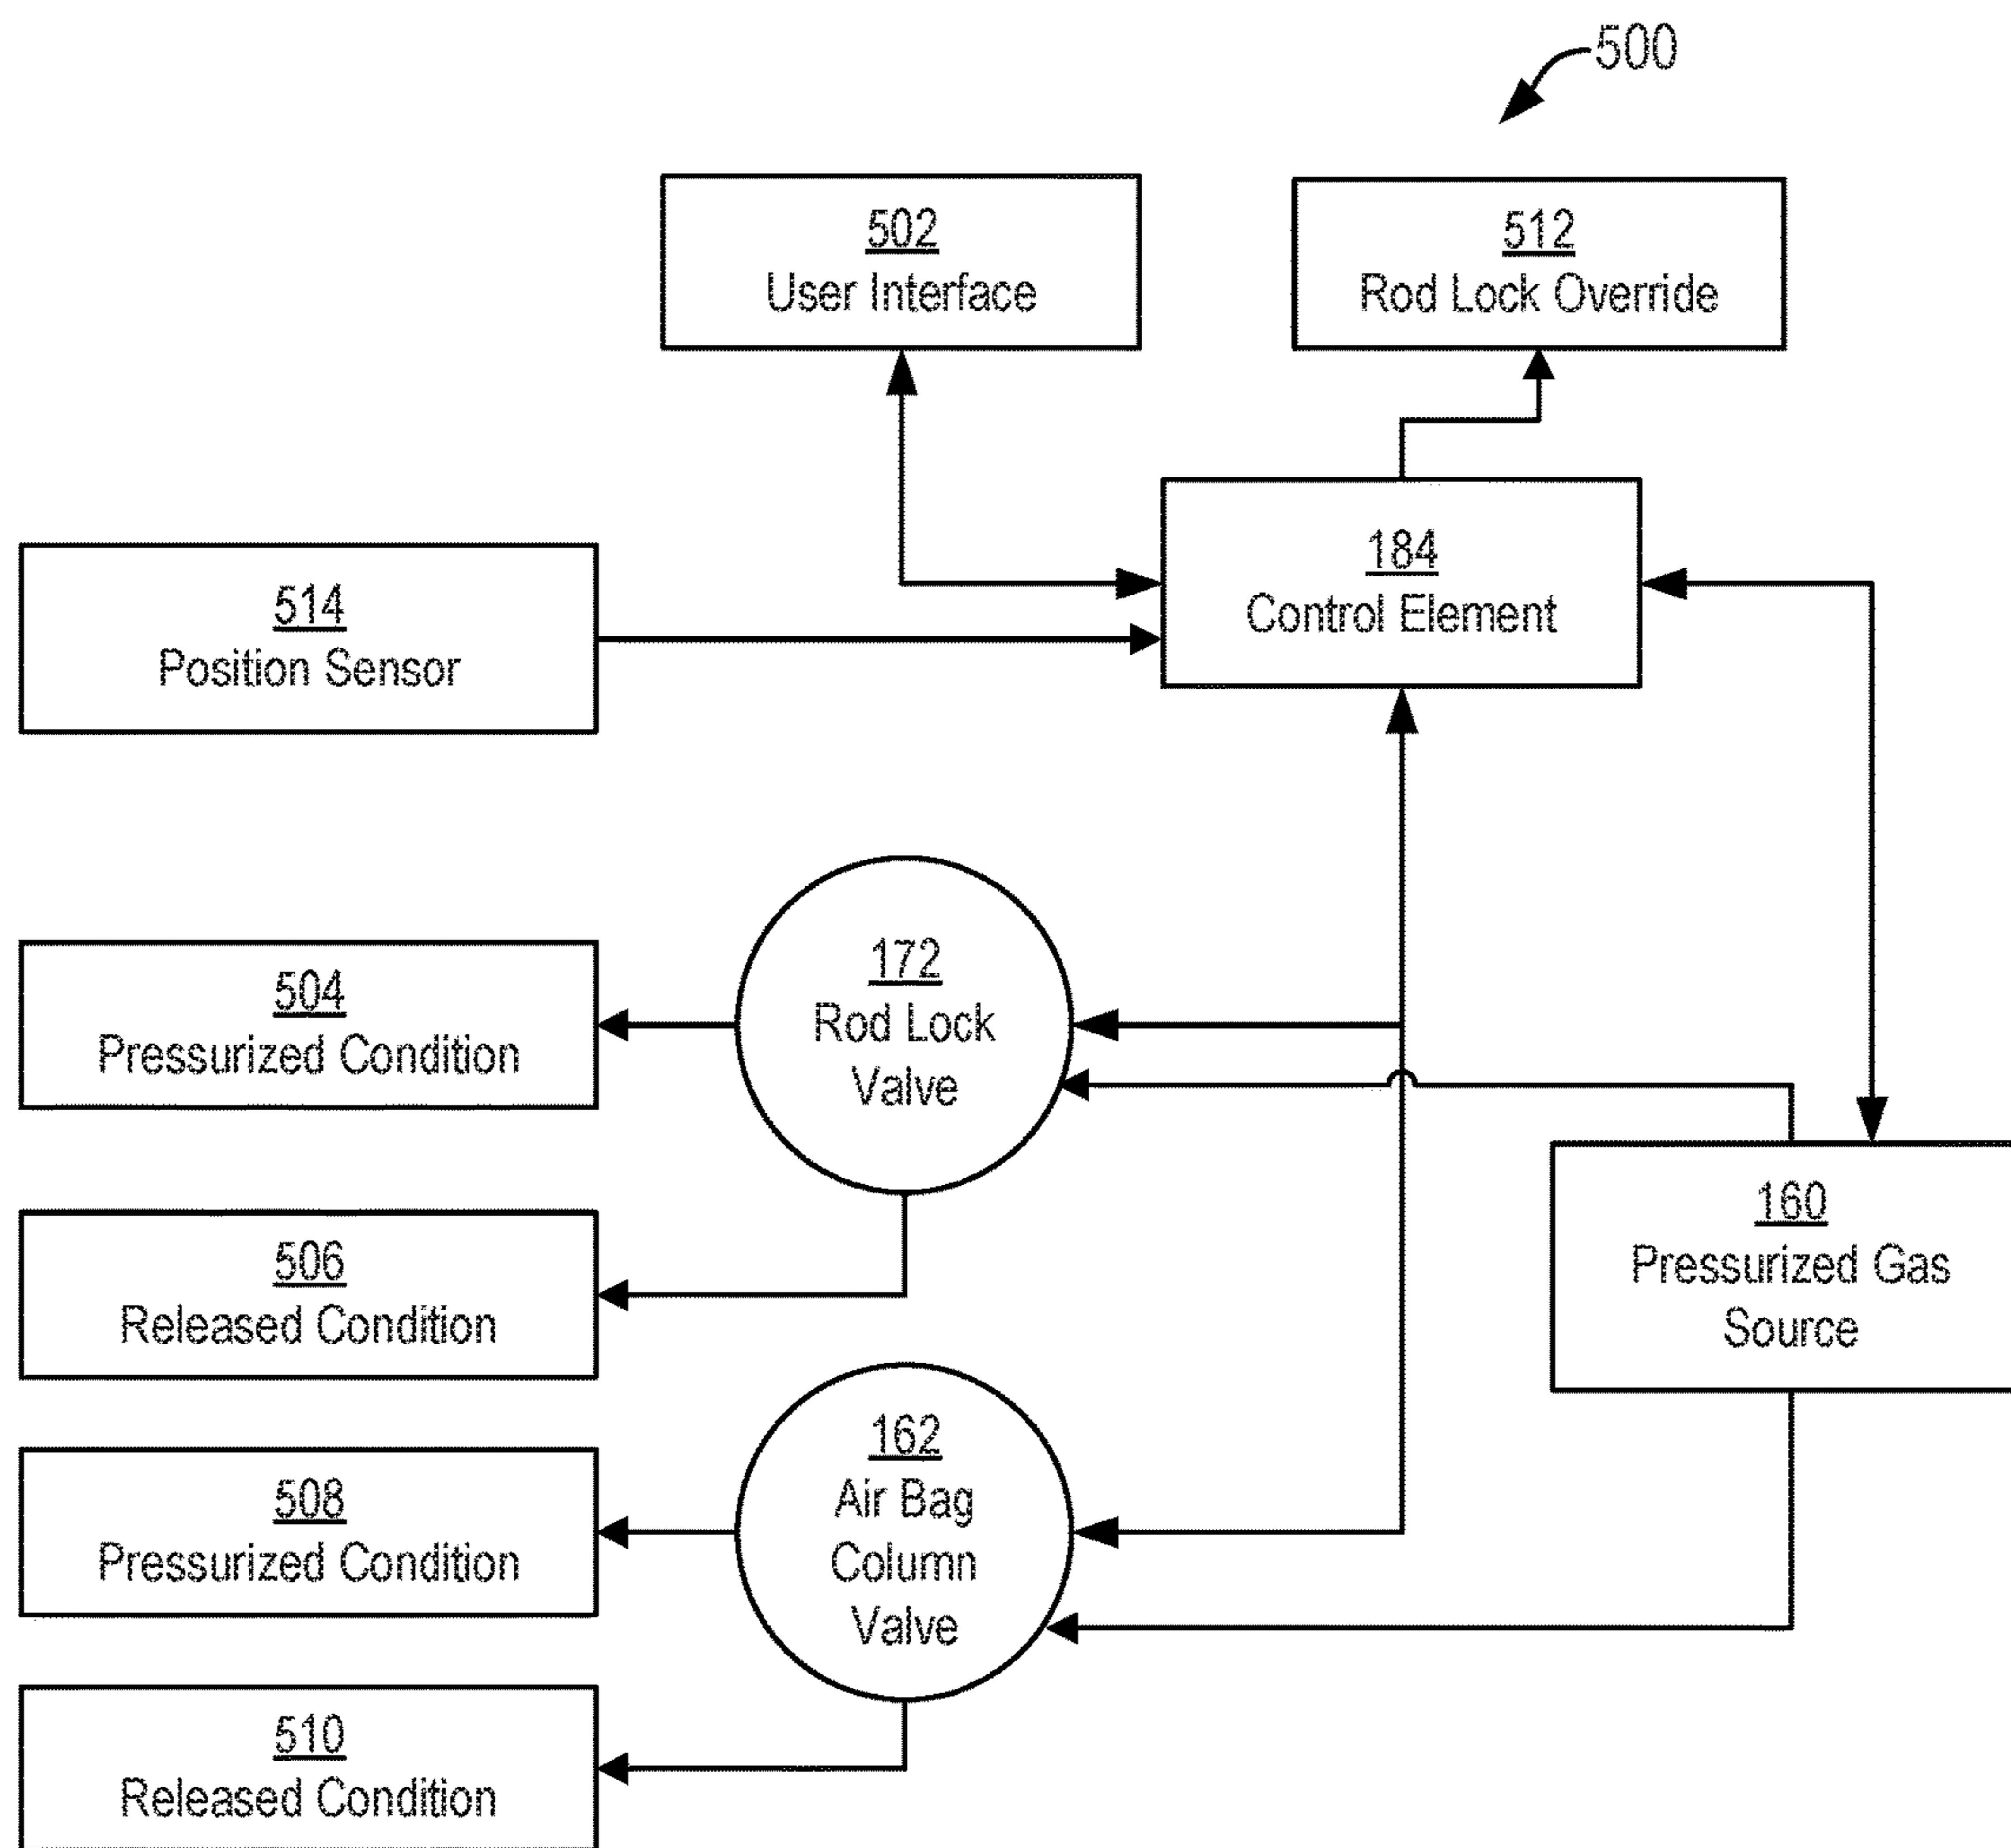 500
502
User Interface
512
Rod Lock Override
184
Control Element
514
Position Sensor
172
Rod Lock
Valve
504
Pressurized Condition
160
Pressurized Gas
Source
506
Released Condition
162
Air Bag
Column
Valve
508
Pressurized Condition
510
Released Condition